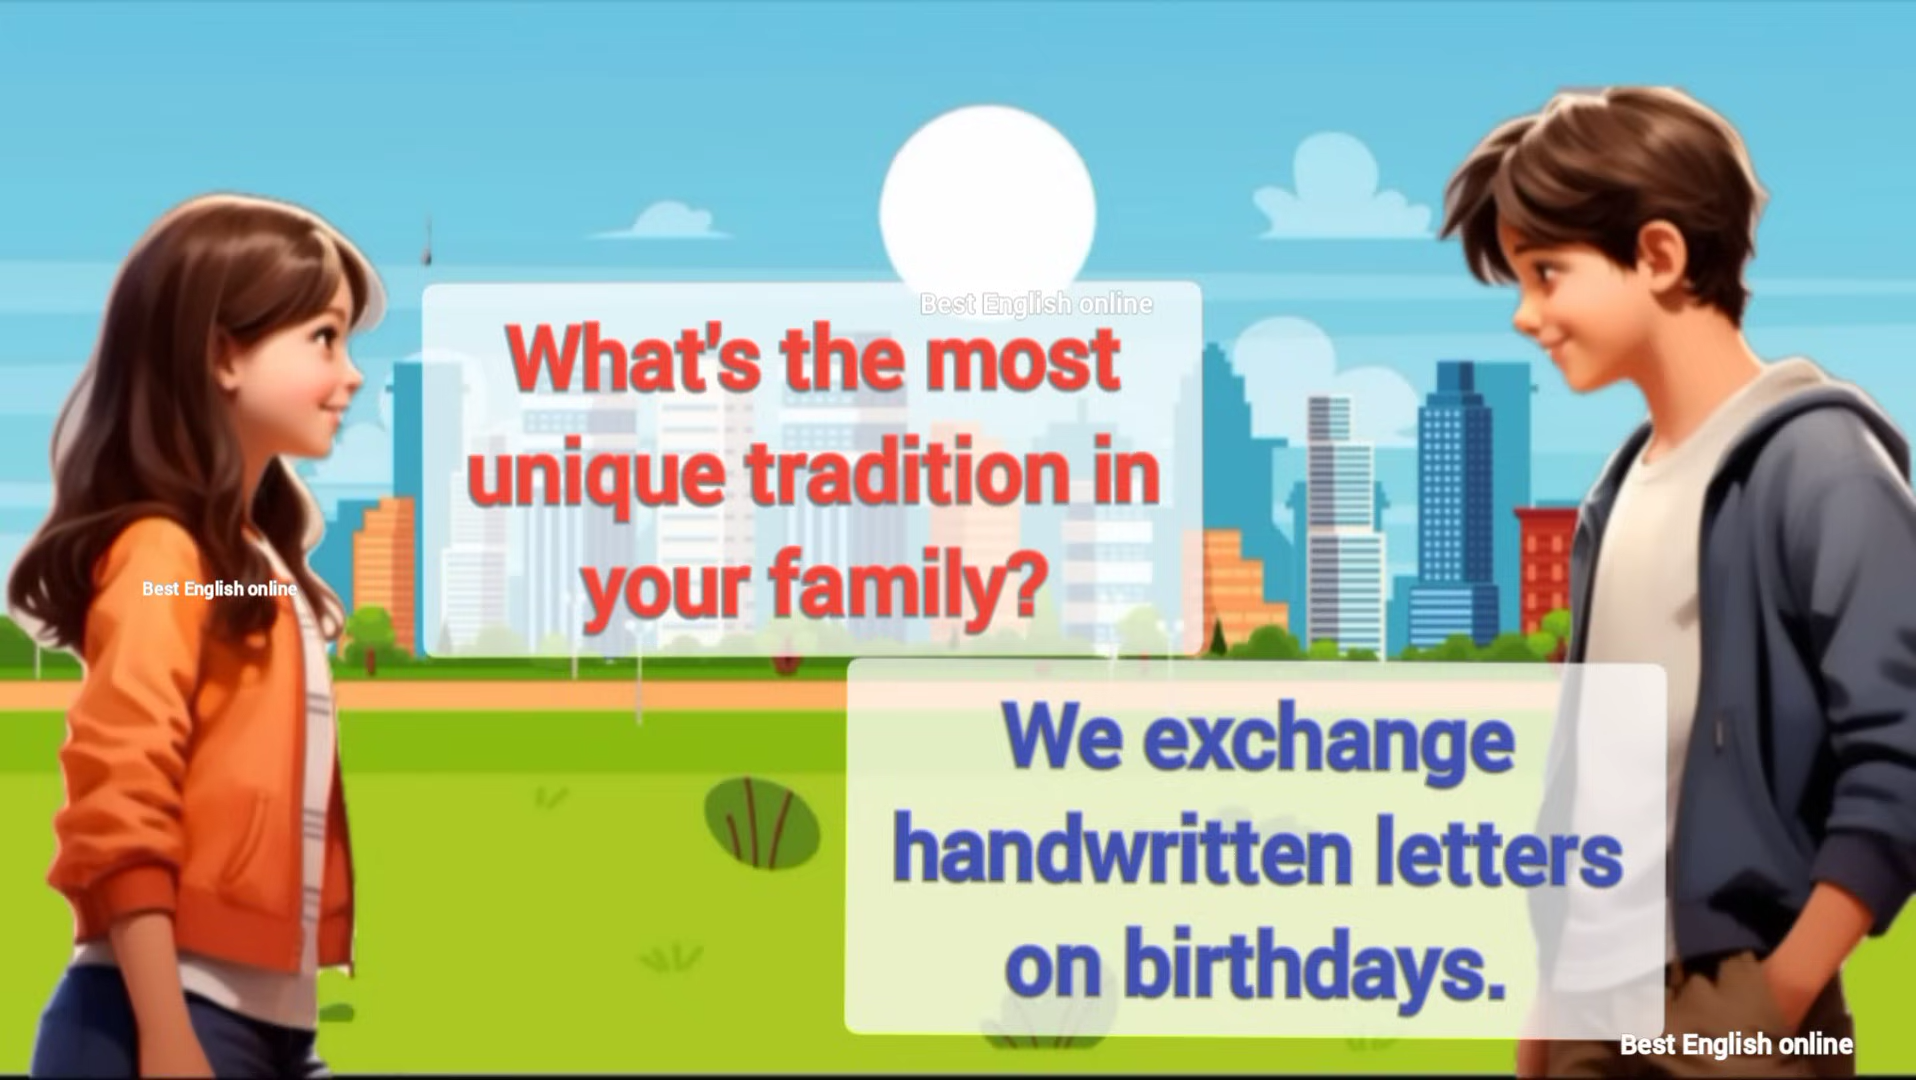 Best English online
What's the most
unique tradition in
your family?
Best English online
We exchange
handwritten letters
on birthdays.
Best English online